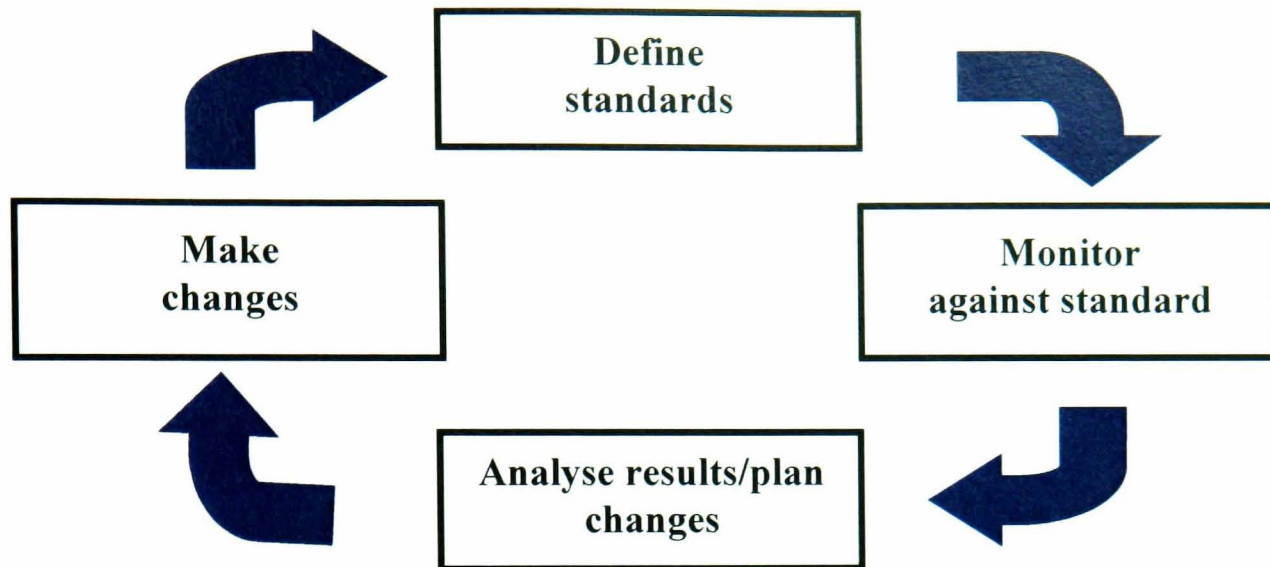 Define
standards
Make
changes
Monitor
against standard
Analyse results/plan
changes